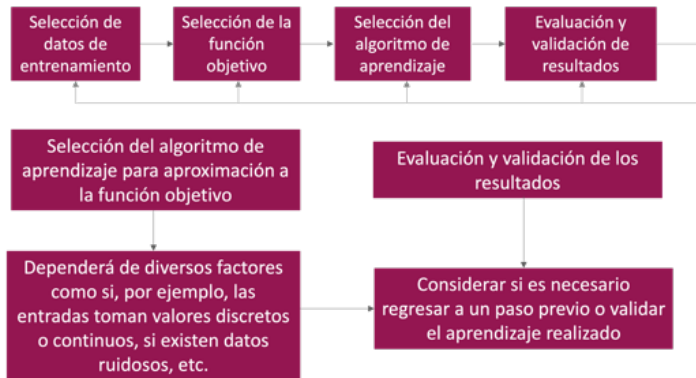 Selección de
datos de
entrenamiento
Selección de la
función
objetivo
Selección del
algoritmo de
aprendizaje
Evaluación y
validación de
resultados
Selección del algoritmo de
aprendizaje para aproximación a
la función objetivo
Evaluación y validación de los
resultados
Dependerá de diversos factores
como si, por ejemplo, las
entradas toman valores discretos
o continuos, si existen datos
ruidosos, etc.
Considerar si es necesario
regresar a un paso previo o validar
el aprendizaje realizado